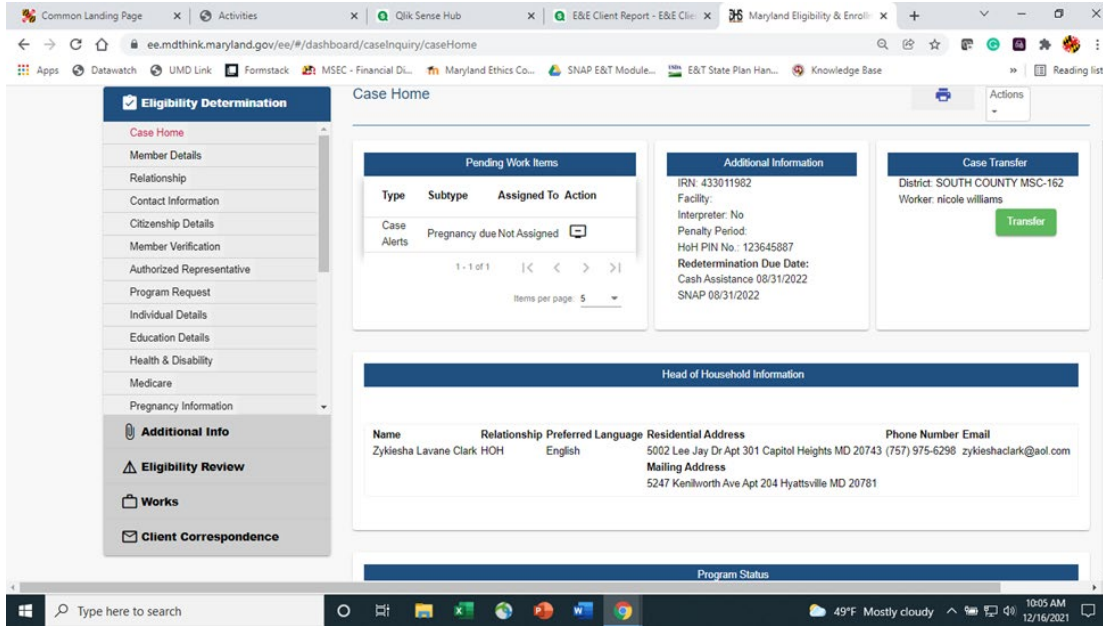 Common Landing Page
Activities
Qlik Sense Hub
E&E Client Report - E&E Clie
Maryland Eligibility & Enrolln
ee.mdthink.maryland.gov/ee/#/dashboard/caseInquiry/caseHome
Apps Datawatch UMD Link Formstack MSEC - Financial Di... Maryland Ethics Co... SNAP E&T Module... E&T State Plan Han... Knowledge Base » Reading list
Eligibility Determination
Case Home
Member Details
Relationship
Contact Information
Citizenship Details
Member Verification
Authorized Representative
Program Request
Individual Details
Education Details
Health & Disability
Medicare
Pregnancy Information
Additional Info
Eligibility Review
Works
Client Correspondence
Case Home
Actions
Pending Work Items
Type Subtype Assigned To Action
Case Alerts Pregnancy due Not Assigned
1 - 1 of 1
Items per page: 5
Additional Information
IRN: 433011982
Facility:
Interpreter: No
Penalty Period:
HoH PIN No.: 123645887
Redetermination Due Date:
Cash Assistance 08/31/2022
SNAP 08/31/2022
Case Transfer
District: SOUTH COUNTY MSC-162
Worker: nicole williams
Transfer
Head of Household Information
Name Relationship Preferred Language Residential Address Phone Number Email
Zykiesha Lavane Clark HOH English 5002 Lee Jay Dr Apt 301 Capitol Heights MD 20743 (757) 975-6298 zykieshaclark@aol.com
Mailing Address
5247 Kenilworth Ave Apt 204 Hyattsville MD 20781
Program Status
Type here to search
49°F Mostly cloudy
10:05 AM
12/16/2021